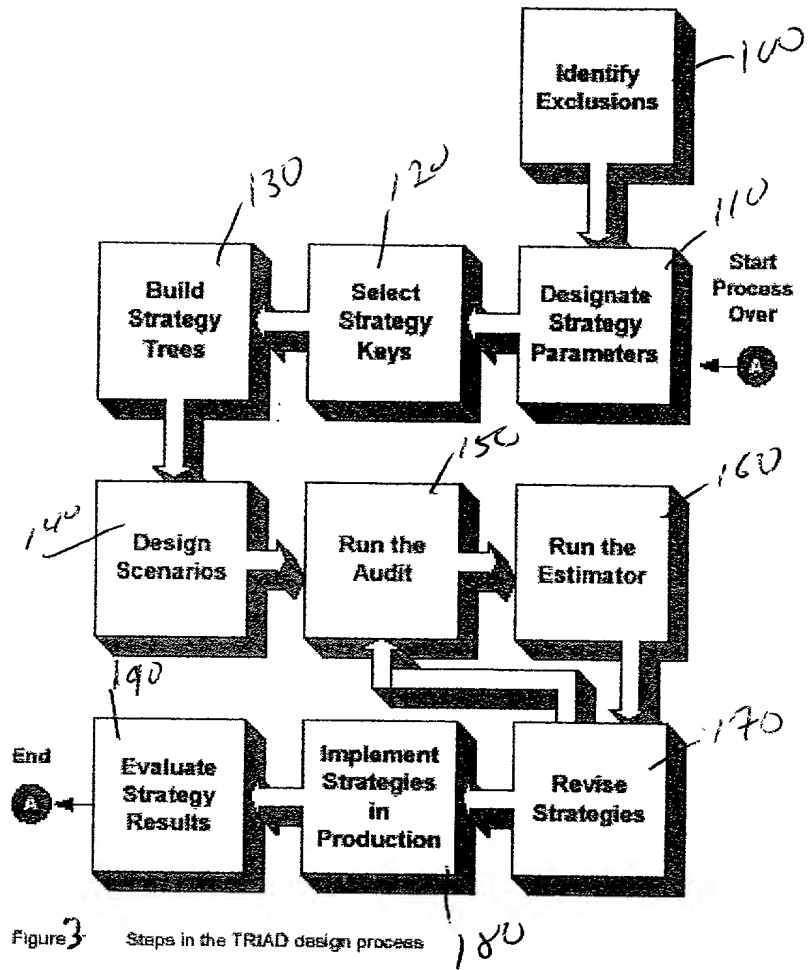 100
Identify
Exclusions
130
120
110
Build
Strategy
Trees
Select
Strategy
Keys
Designate
Strategy
Parameters
Start
Process
Over
A
150
160
140
Design
Scenarios
Run the
Audit
Run the
Estimator
190
170
End
A
Evaluate
Strategy
Results
Implement
Strategies
in
Production
Revise
Strategies
180
Figure 3 Steps in the TRIAD design process